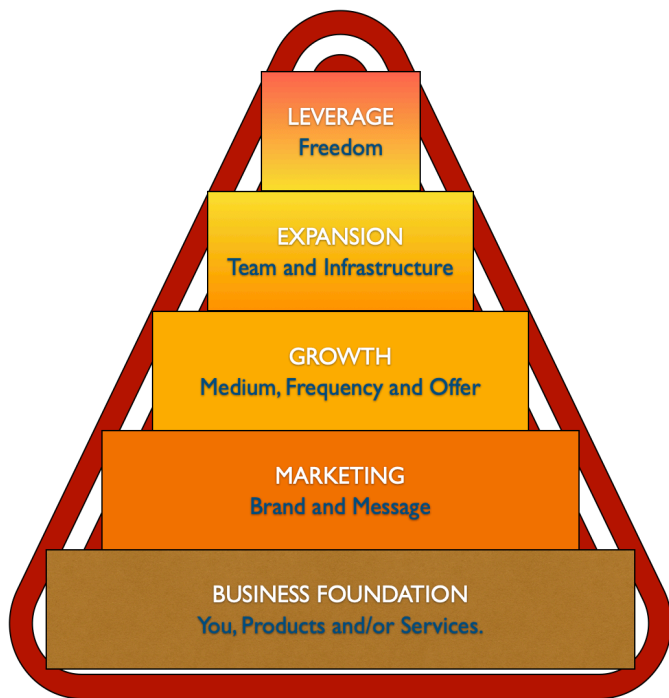 LEVERAGE
Freedom
EXPANSION
Team and Infrastructure
GROWTH
Medium, Frequency and Offer
MARKETING
Brand and Message
BUSINESS FOUNDATION
You, Products and/or Services.